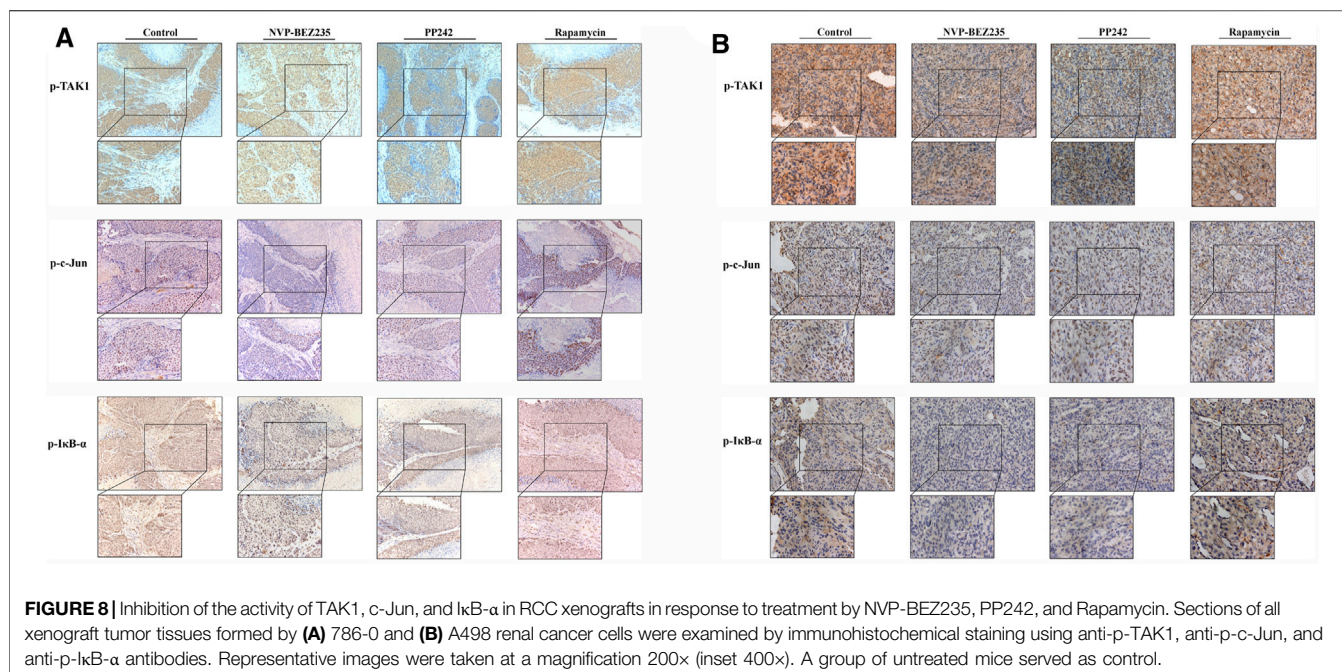 A
Control NVP-BEZ235 PP242 Rapamycin
p-TAK1
p-c-Jun
p-IκB-α
B
Control NVP-BEZ235 PP242 Rapamycin
p-TAK1
p-c-Jun
p-IκB-α
FIGURE 8 | Inhibition of the activity of TAK1, c-Jun, and IκB-α in RCC xenografts in response to treatment by NVP-BEZ235, PP242, and Rapamycin. Sections of all
xenograft tumor tissues formed by (A) 786-0 and (B) A498 renal cancer cells were examined by immunohistochemical staining using anti-p-TAK1, anti-p-c-Jun, and
anti-p-IκB-α antibodies. Representative images were taken at a magnification 200× (inset 400×). A group of untreated mice served as control.